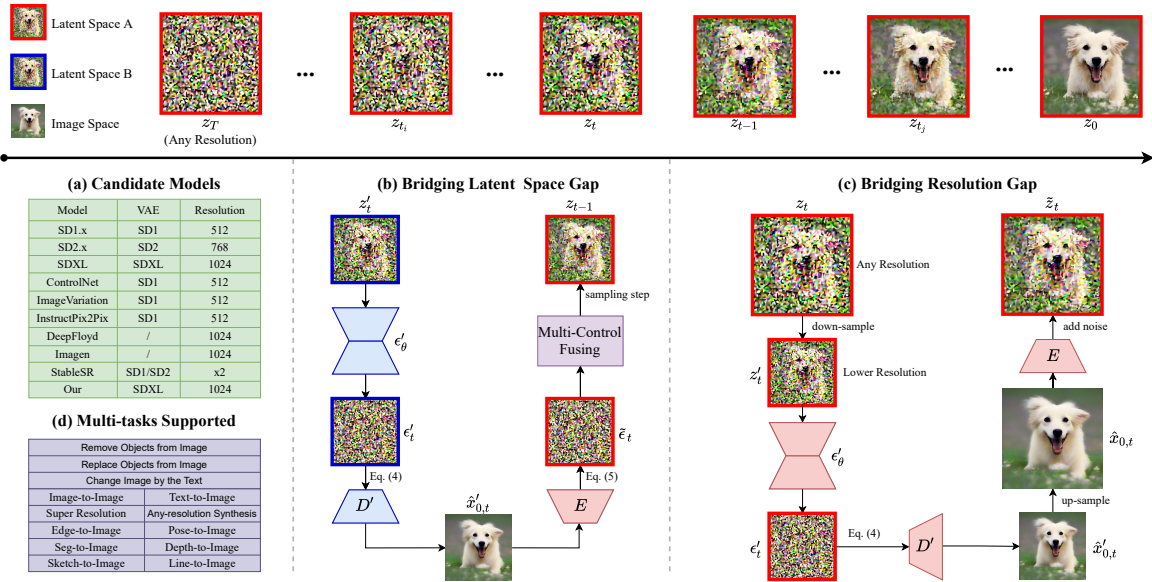 Latent Space A
Latent Space B
Image Space
z_T
(Any Resolution)
...
z_{t_i}
...
z_t
z_{t-1}
...
z_{t_j}
...
z_0
(a) Candidate Models
Model VAE Resolution
SD1.x SD1 512
SD2.x SD2 768
SDXL SDXL 1024
ControlNet SD1 512
ImageVariation SD1 512
InstructPix2Pix SD1 512
DeepFloyd / 1024
Imagen / 1024
StableSR SD1/SD2 x2
Our SDXL 1024
(d) Multi-tasks Supported
Remove Objects from Image
Replace Objects from Image
Change Image by the Text
Image-to-Image Text-to-Image
Super Resolution Any-resolution Synthesis
Edge-to-Image Pose-to-Image
Seg-to-Image Depth-to-Image
Sketch-to-Image Line-to-Image
(b) Bridging Latent Space Gap
z'_t
z_{t-1}
sampling step
ϵ'_θ
Multi-Control
Fusing
ϵ'_t
ϵ̃_t
Eq. (4)
Eq. (5)
D'
x̂'_{0,t}
E
(c) Bridging Resolution Gap
z_t
z̃_t
Any Resolution
down-sample
add noise
z'_t
Lower Resolution
E
ϵ'_θ
x̂_{0,t}
up-sample
ϵ'_t
Eq. (4)
D'
x̂'_{0,t}